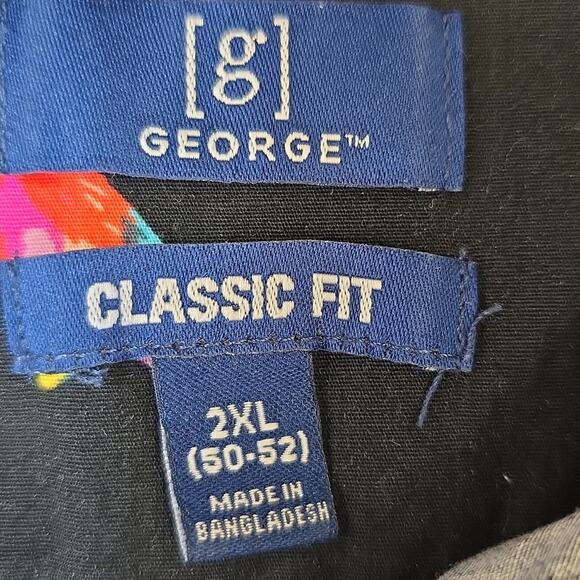 [g]
GEORGE™
CLASSIC FIT
2XL
(50-52)
MADE IN
BANGLADESH